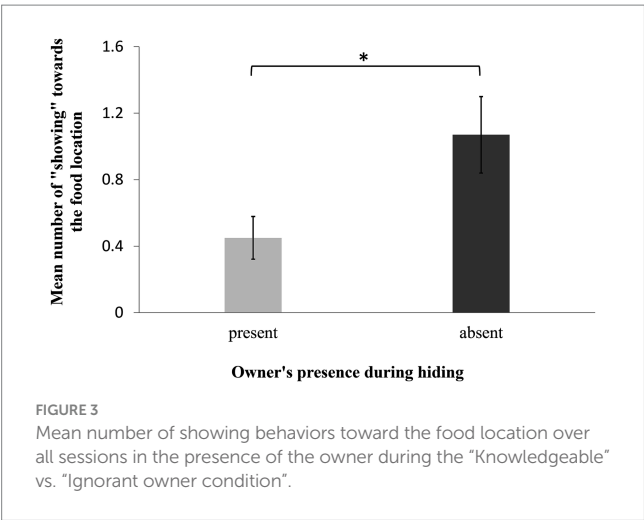 1.6
*
1.2
0.8
0.4
0
Mean number of "showing" towards
the food location
present
absent
Owner's presence during hiding
FIGURE 3
Mean number of showing behaviors toward the food location over
all sessions in the presence of the owner during the “Knowledgeable”
vs. “Ignorant owner condition”.